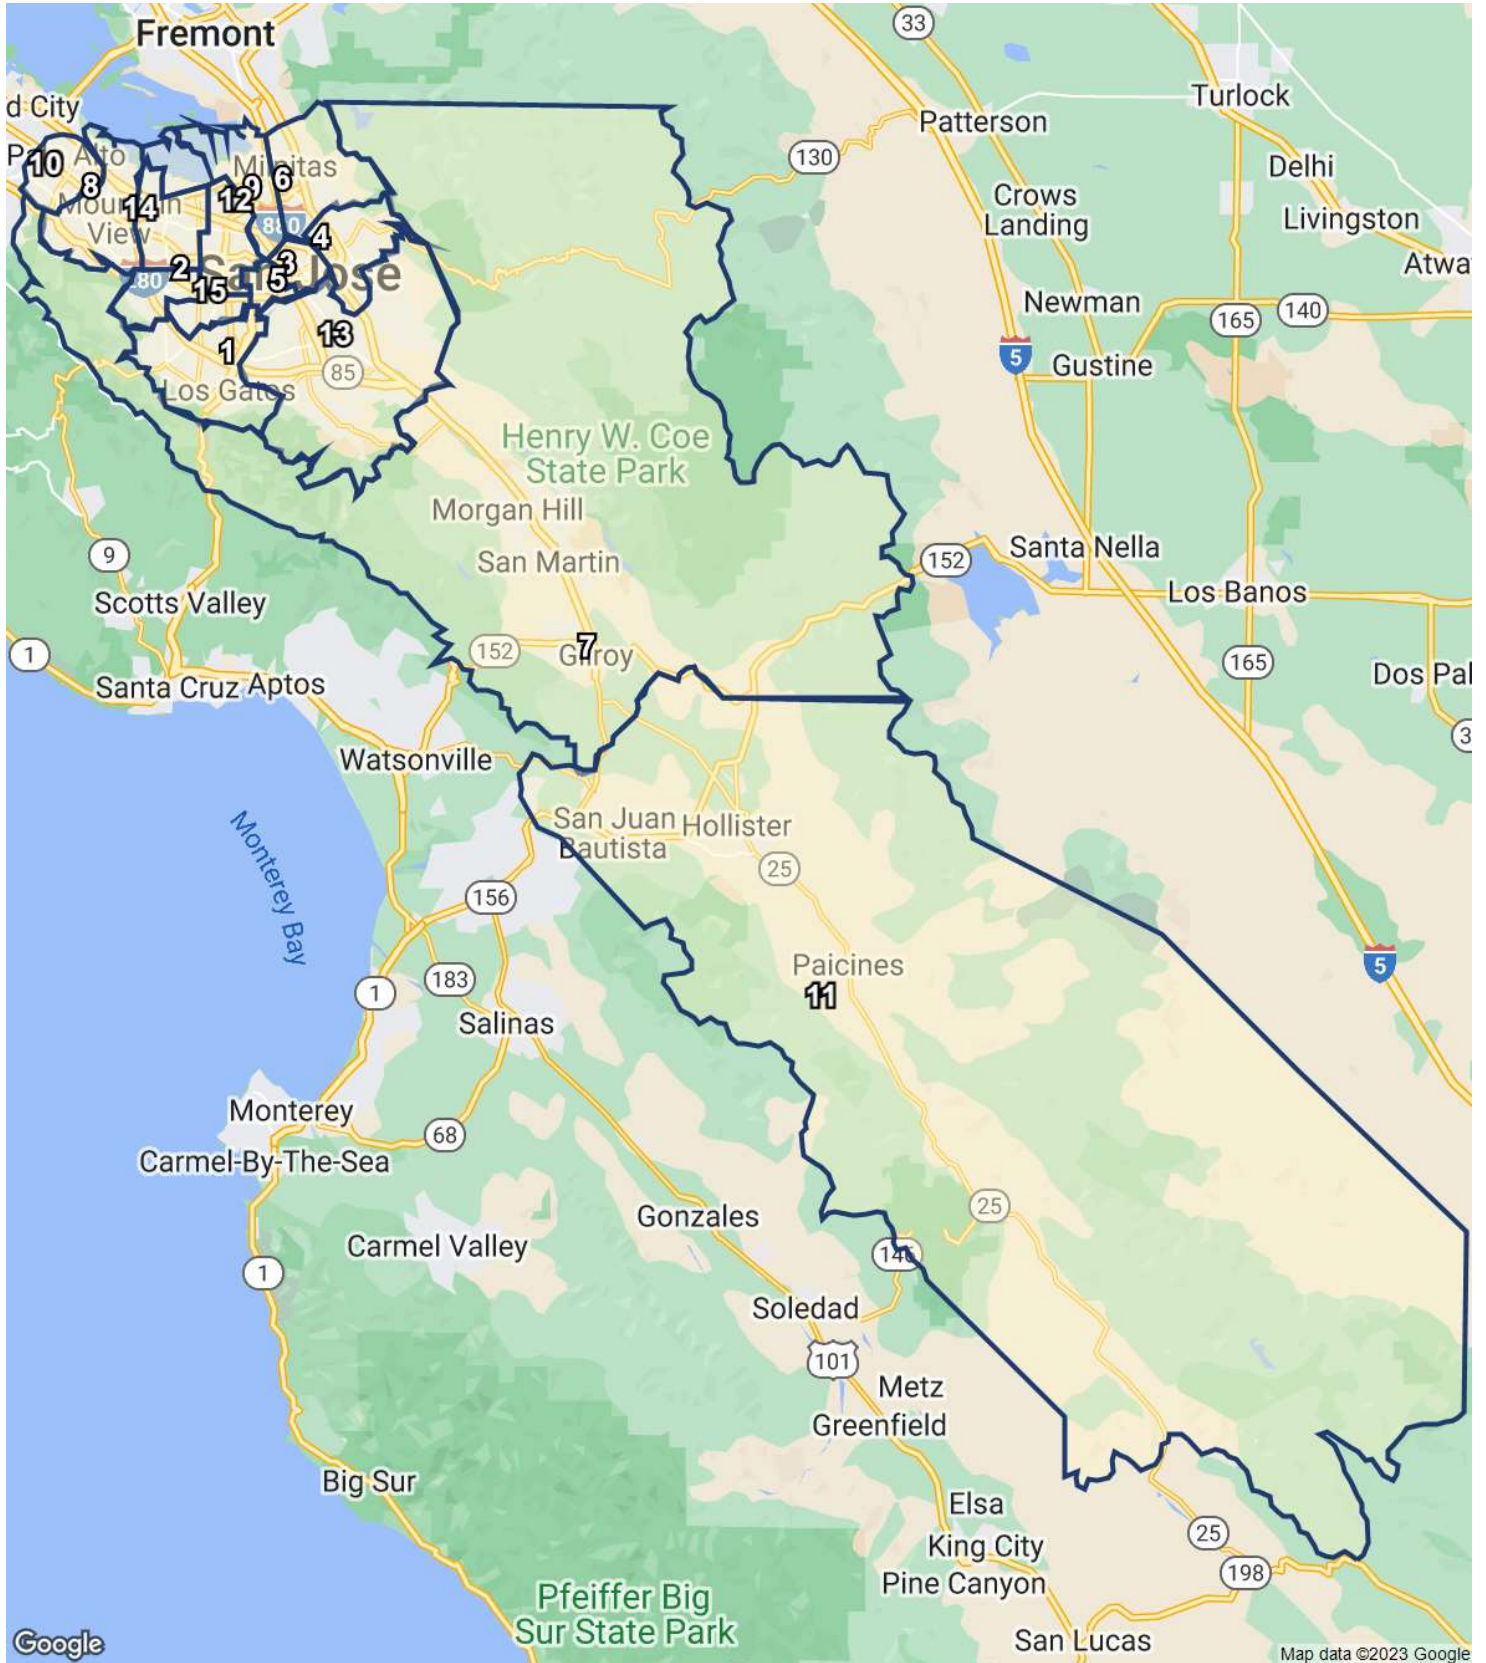 Fremont
33
d City
Turlock
Patterson
130
Delhi
Alto
10
Milpitas
6
8
9
12
Crows
Landing
Livingston
Mountain
View
14
880
4
Atwa
San Jose
2
3
5
280
15
Newman
140
165
13
1
5
Gustine
85
Los Gatos
Henry W. Coe
State Park
Morgan Hill
9
San Martin
152
Santa Nella
Los Banos
Scotts Valley
1
152
7
Gilroy
165
Dos Pal
Santa Cruz
Aptos
3
Watsonville
San Juan
Bautista
Hollister
25
Monterey Bay
156
Paicines
11
5
183
1
Salinas
Monterey
68
Carmel-By-The-Sea
25
Gonzales
Carmel Valley
146
1
Soledad
101
Metz
Greenfield
Big Sur
Elsa
25
King City
198
Pine Canyon
Pfeiffer Big
Sur State Park
San Lucas
Google
Map data ©2023 Google